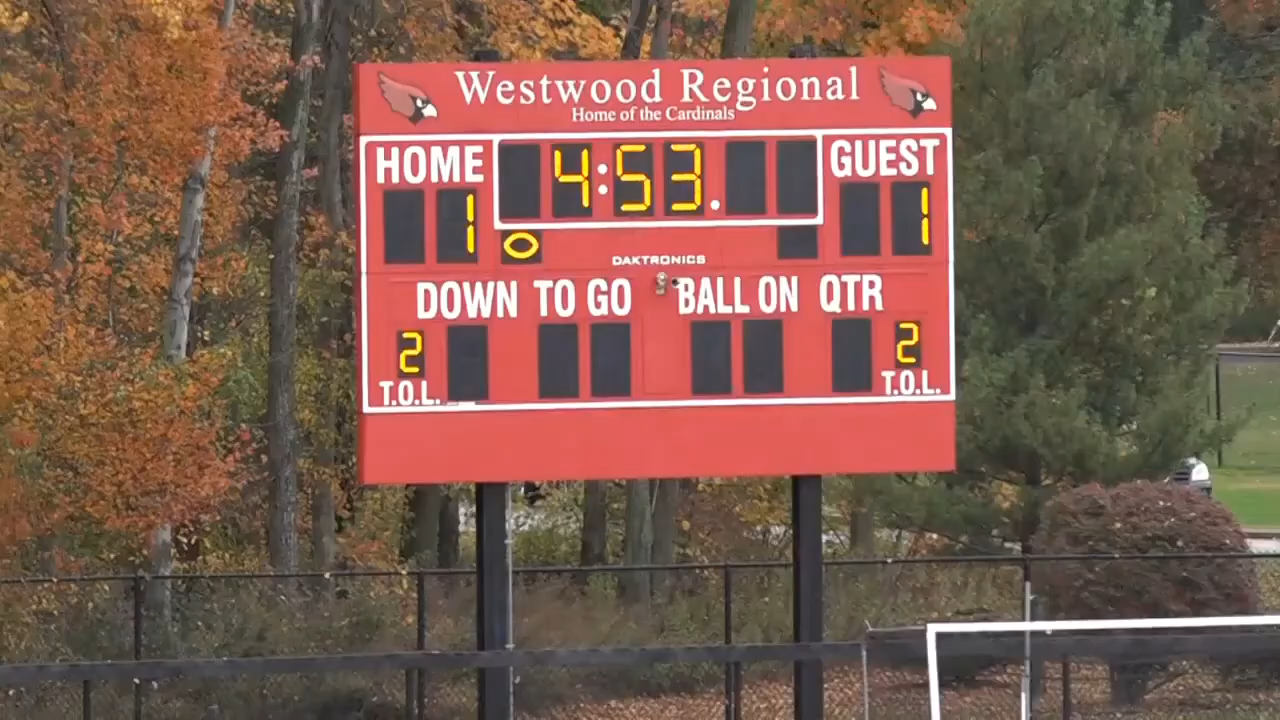 Westwood Regional
Home of the Cardinals
HOME 4:53. GUEST
1 1
DAKTRONICS
DOWN TO GO BALL ON QTR
2 2
T.O.L. T.O.L.